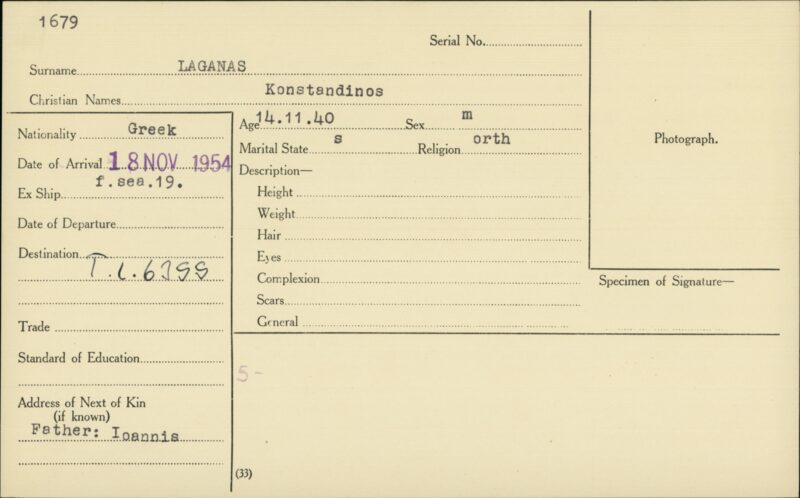 1679
Serial No.
Surname LAGANAS
Christian Names Konstandinos
Nationality Greek
Date of Arrival 18 NOV 1954
Ex Ship f.sea.19.
Date of Departure
Destination T.L. 6399
Trade
Standard of Education
Address of Next of Kin
(if known)
Father: Ioannis
Age 14.11.40 Sex m
Marital State s Religion orth
Description—
Height
Weight
Hair
Eyes
Complexion
Scars
General
5-
(33)
Photograph.
Specimen of Signature—